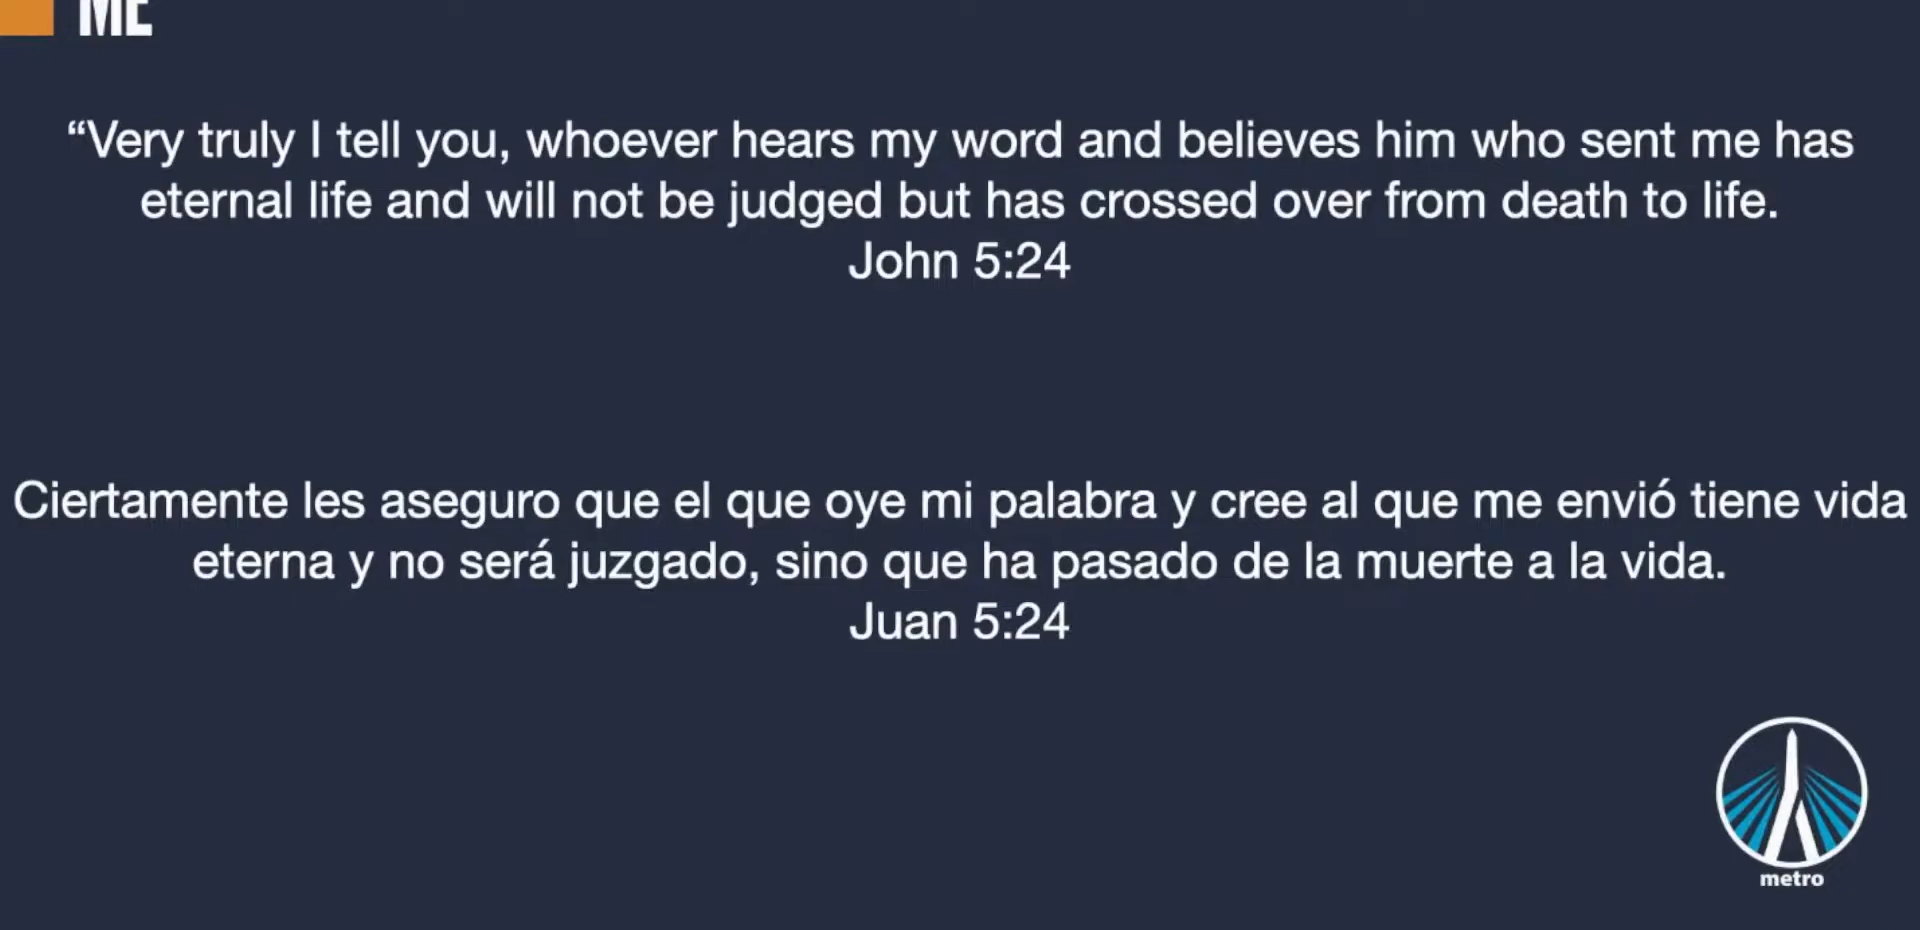 ME
“Very truly I tell you, whoever hears my word and believes him who sent me has
eternal life and will not be judged but has crossed over from death to life.
John 5:24
Ciertamente les aseguro que el que oye mi palabra y cree al que me envió tiene vida
eterna y no será juzgado, sino que ha pasado de la muerte a la vida.
Juan 5:24
metro